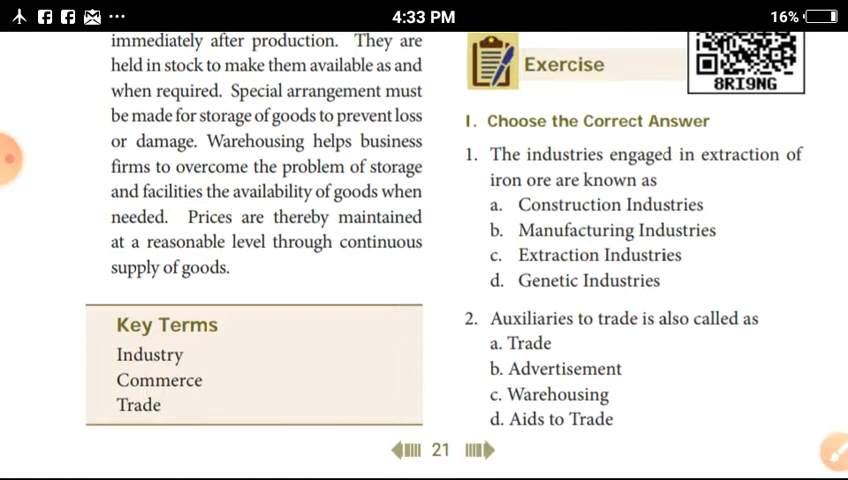 4:33 PM
16%
immediately after production. They are
held in stock to make them available as and
when required. Special arrangement must
be made for storage of goods to prevent loss
or damage. Warehousing helps business
firms to overcome the problem of storage
and facilities the availability of goods when
needed. Prices are thereby maintained
at a reasonable level through continuous
supply of goods.
Key Terms
Industry
Commerce
Trade
Exercise
8RI9NG
I. Choose the Correct Answer
1. The industries engaged in extraction of
iron ore are known as
a. Construction Industries
b. Manufacturing Industries
c. Extraction Industries
d. Genetic Industries
2. Auxiliaries to trade is also called as
a. Trade
b. Advertisement
c. Warehousing
d. Aids to Trade
21